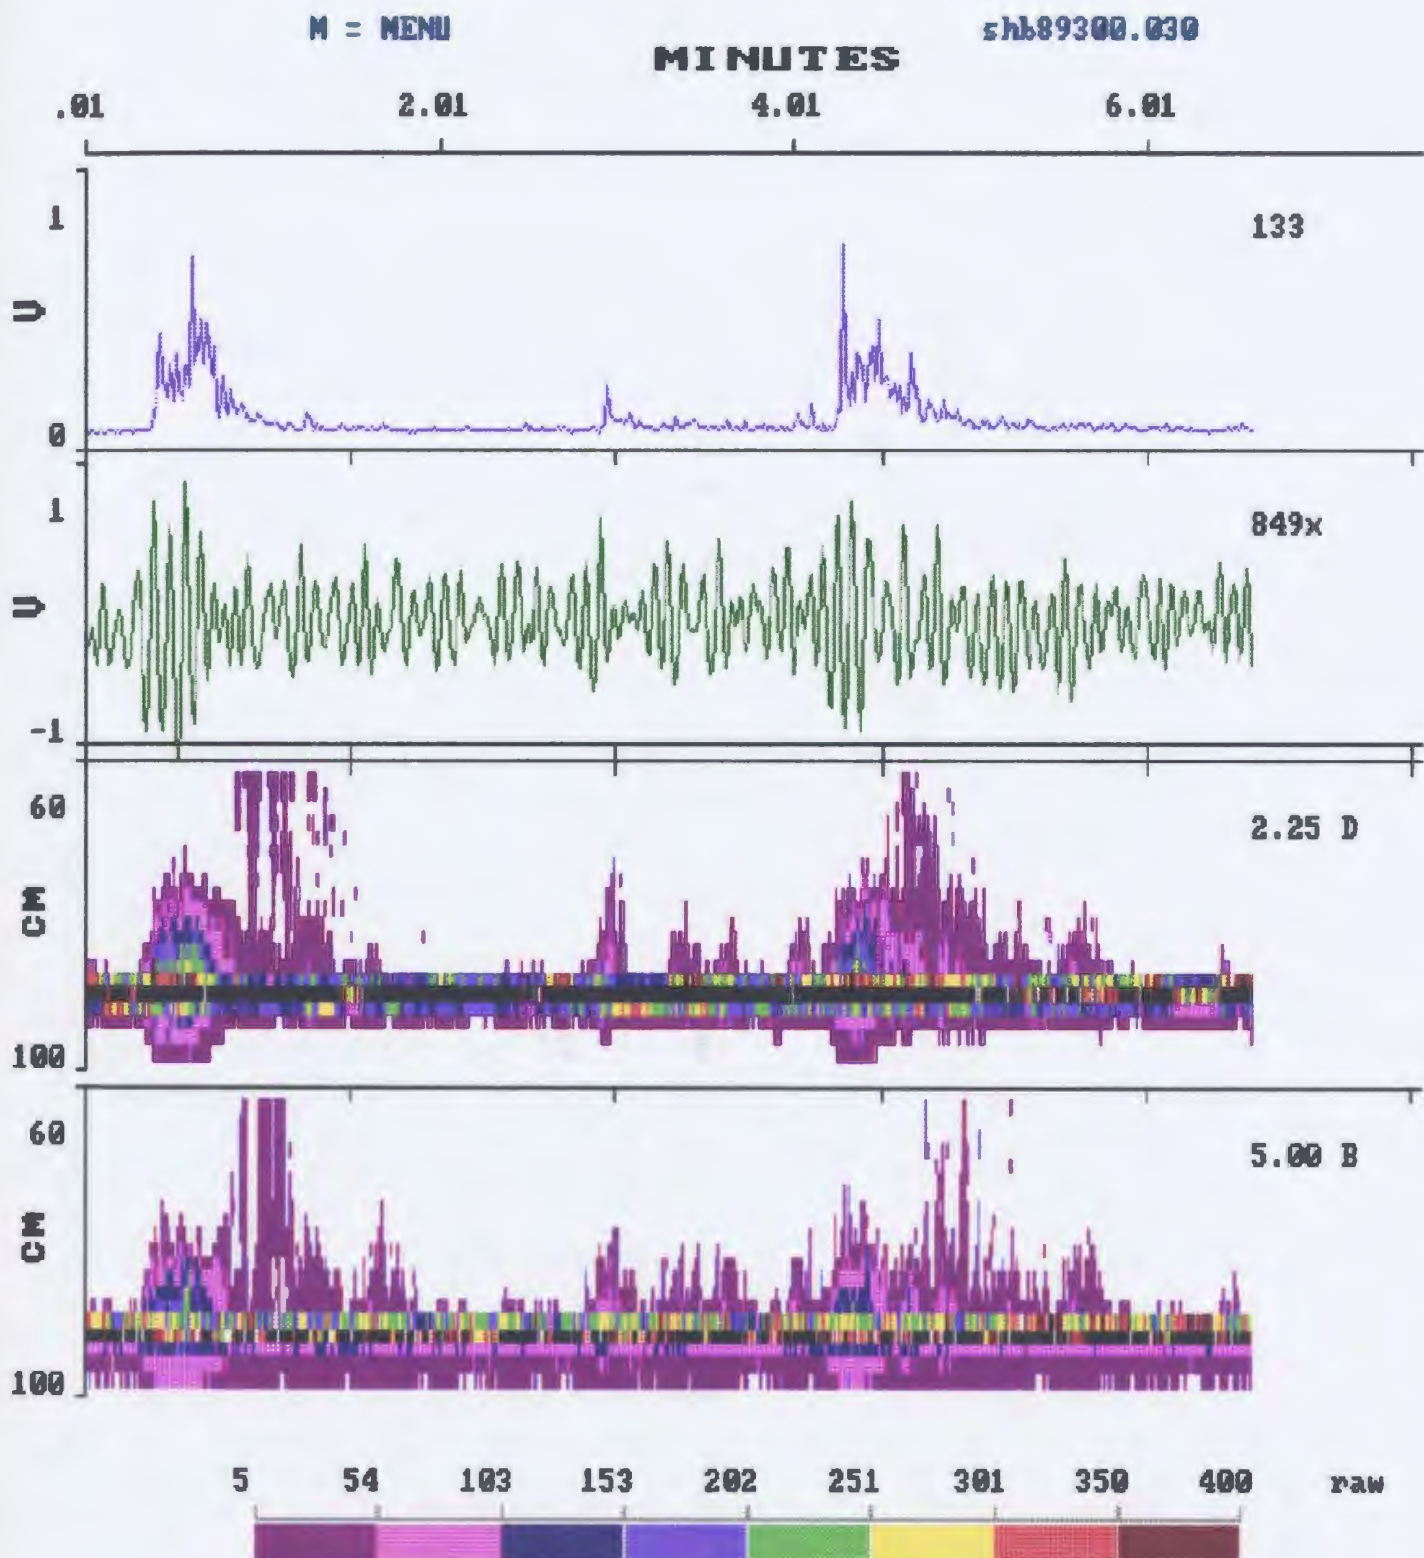 M = MENU shb89300.030
MINUTES
.01 2.01 4.01 6.01
1
133
V
0
1
849x
V
-1
60
2.25 D
CM
100
60
5.00 B
CM
100
5 54 103 153 202 251 301 350 400 raw